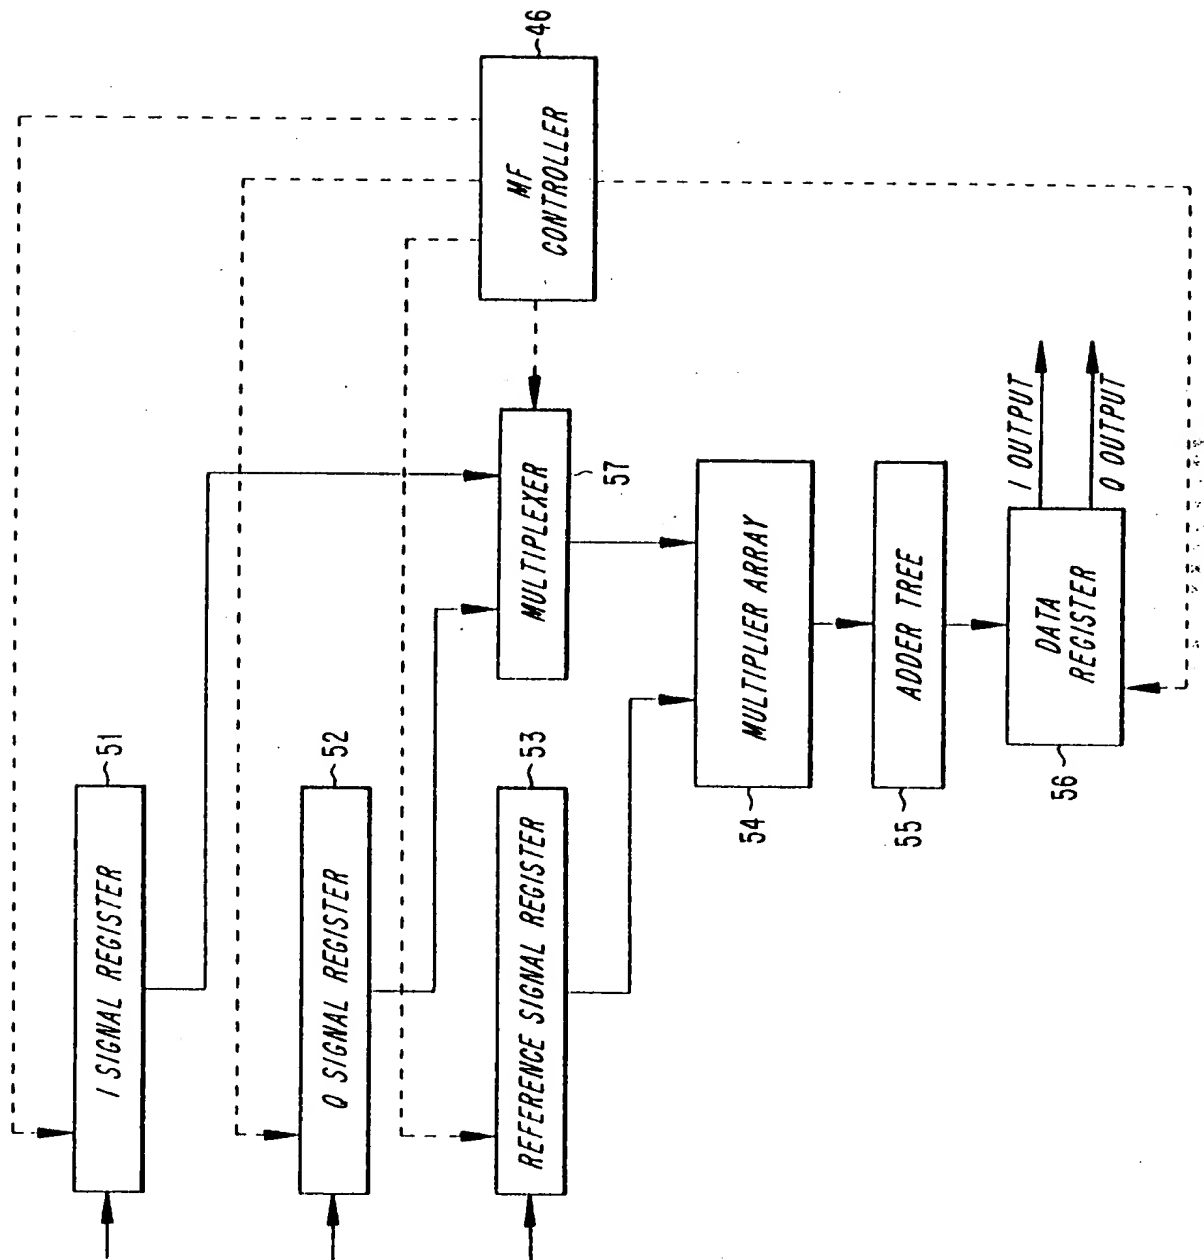 I SIGNAL REGISTER
51
Q SIGNAL REGISTER
52
REFERENCE SIGNAL REGISTER
53
MF
CONTROLLER
46
MULTIPLEXER
57
MULTIPLIER ARRAY
54
ADDER TREE
55
DATA
REGISTER
56
I OUTPUT
Q OUTPUT